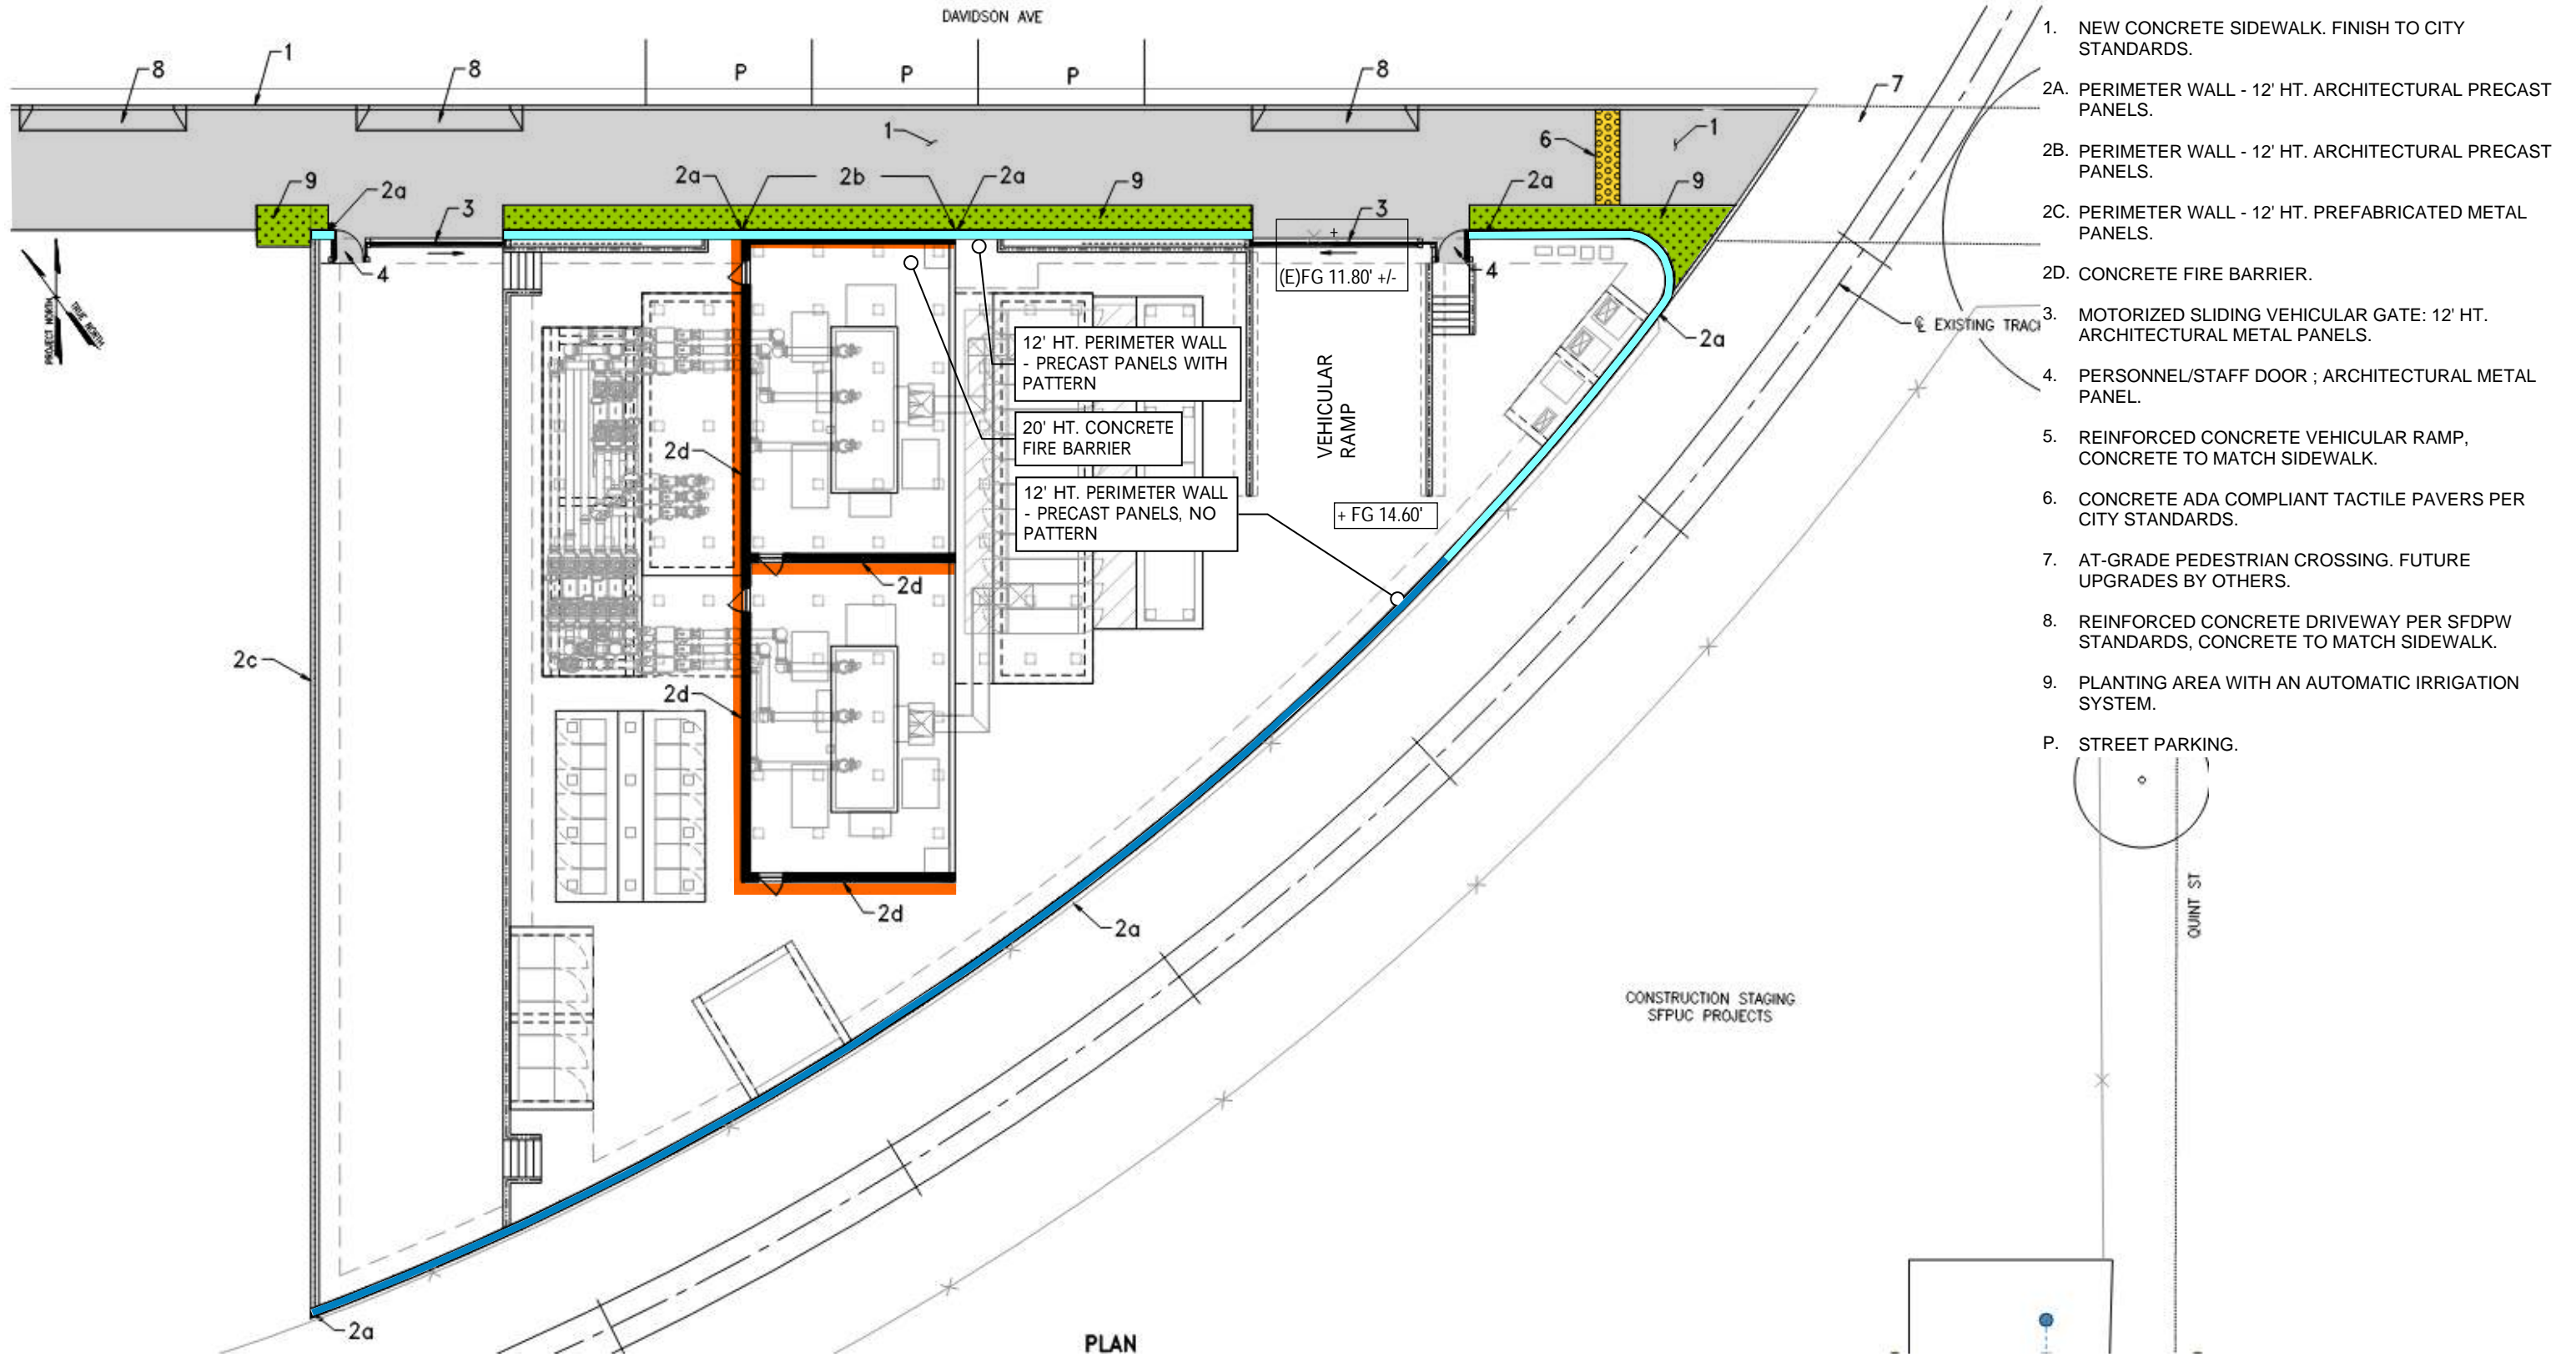 DAVIDSON AVE
1
8
8
P
P
P
8
7
1
6
1
9
2a
3
2a
2b
2a
9
3
2a
9
4
+
(E)FG 11.80' +/-
4
PROJECT NORTH
TRUE NORTH
12' HT. PERIMETER WALL
- PRECAST PANELS WITH
PATTERN
VEHICULAR
RAMP
2a
℄ EXISTING TRACK
20' HT. CONCRETE
FIRE BARRIER
2d
12' HT. PERIMETER WALL
- PRECAST PANELS, NO
PATTERN
+ FG 14.60'
2d
2c
2d
2d
2a
QUINT ST
CONSTRUCTION STAGING
SFPUC PROJECTS
2a
PLAN
1. NEW CONCRETE SIDEWALK. FINISH TO CITY
STANDARDS.
2A. PERIMETER WALL - 12' HT. ARCHITECTURAL PRECAST
PANELS.
2B. PERIMETER WALL - 12' HT. ARCHITECTURAL PRECAST
PANELS.
2C. PERIMETER WALL - 12' HT. PREFABRICATED METAL
PANELS.
2D. CONCRETE FIRE BARRIER.
3. MOTORIZED SLIDING VEHICULAR GATE: 12' HT.
ARCHITECTURAL METAL PANELS.
4. PERSONNEL/STAFF DOOR ; ARCHITECTURAL METAL
PANEL.
5. REINFORCED CONCRETE VEHICULAR RAMP,
CONCRETE TO MATCH SIDEWALK.
6. CONCRETE ADA COMPLIANT TACTILE PAVERS PER
CITY STANDARDS.
7. AT-GRADE PEDESTRIAN CROSSING. FUTURE
UPGRADES BY OTHERS.
8. REINFORCED CONCRETE DRIVEWAY PER SFDPW
STANDARDS, CONCRETE TO MATCH SIDEWALK.
9. PLANTING AREA WITH AN AUTOMATIC IRRIGATION
SYSTEM.
P. STREET PARKING.